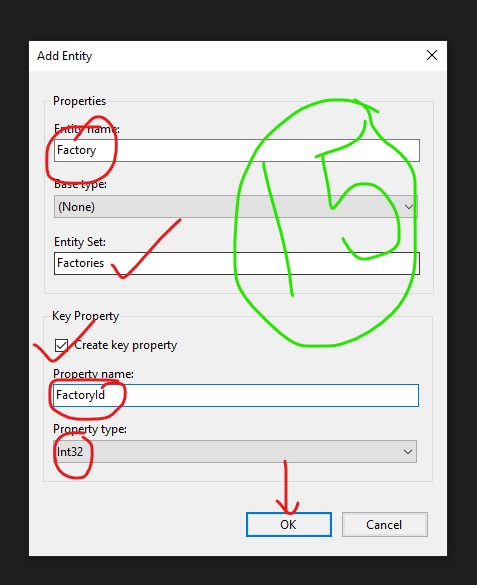 Add Entity
Properties
Entity name:
Factory
Base type:
(None)
Entity Set:
Factories
15
Key Property
Create key property
Property name:
FactoryId
Property type:
Int32
OK
Cancel